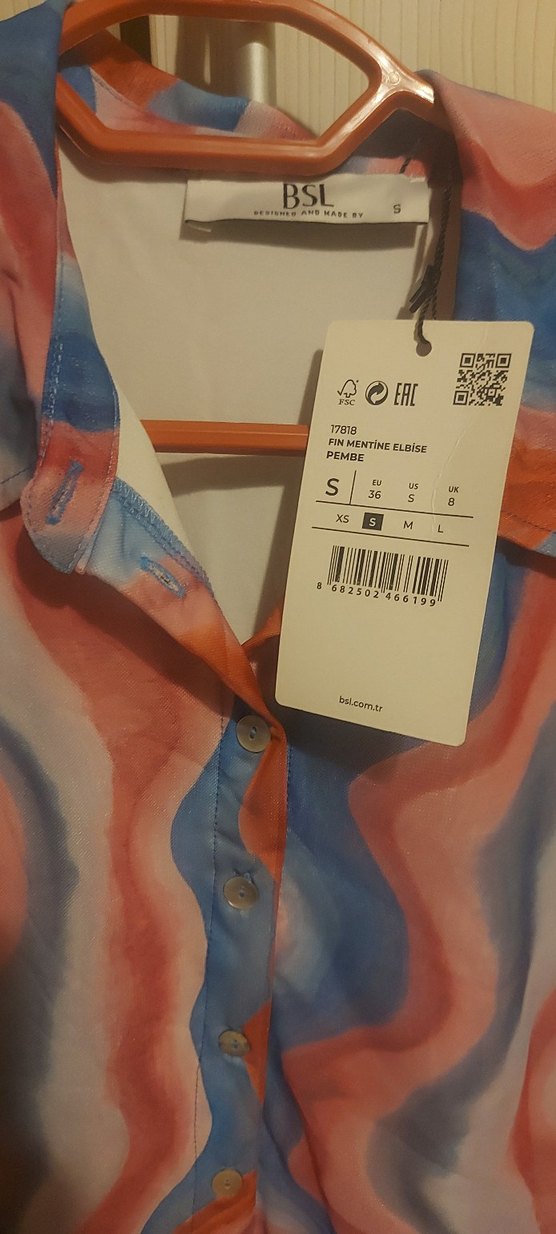 BSL
DESIGNED AND MADE BY
S
FSC
EAC
17818
FIN MENTİNE ELBİSE
PEMBE
S EU 36 US S UK 8
XS S M L
8 682502 466199
bsl.com.tr